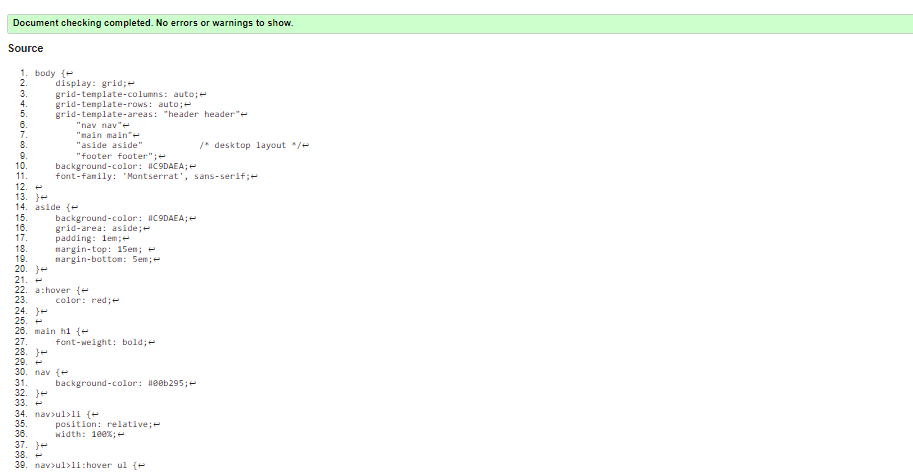 Document checking completed. No errors or warnings to show.
Source
1. body {↩
2. display: grid;↩
3. grid-template-columns: auto;↩
4. grid-template-rows: auto;↩
5. grid-template-areas: "header header"↩
6. "nav nav"↩
7. "main main"↩
8. "aside aside" /* desktop layout */↩
9. "footer footer";↩
10. background-color: #C9DAEA;↩
11. font-family: 'Montserrat', sans-serif;↩
12. ↩
13. }↩
14. aside {↩
15. background-color: #C9DAEA;↩
16. grid-area: aside;↩
17. padding: 1em;↩
18. margin-top: 15em; ↩
19. margin-bottom: 5em;↩
20. }↩
21. ↩
22. a:hover {↩
23. color: red;↩
24. }↩
25. ↩
26. main h1 {↩
27. font-weight: bold;↩
28. }↩
29. ↩
30. nav {↩
31. background-color: #00b295;↩
32. }↩
33. ↩
34. nav>ul>li {↩
35. position: relative;↩
36. width: 100%;↩
37. }↩
38. ↩
39. nav>ul>li:hover ul {↩